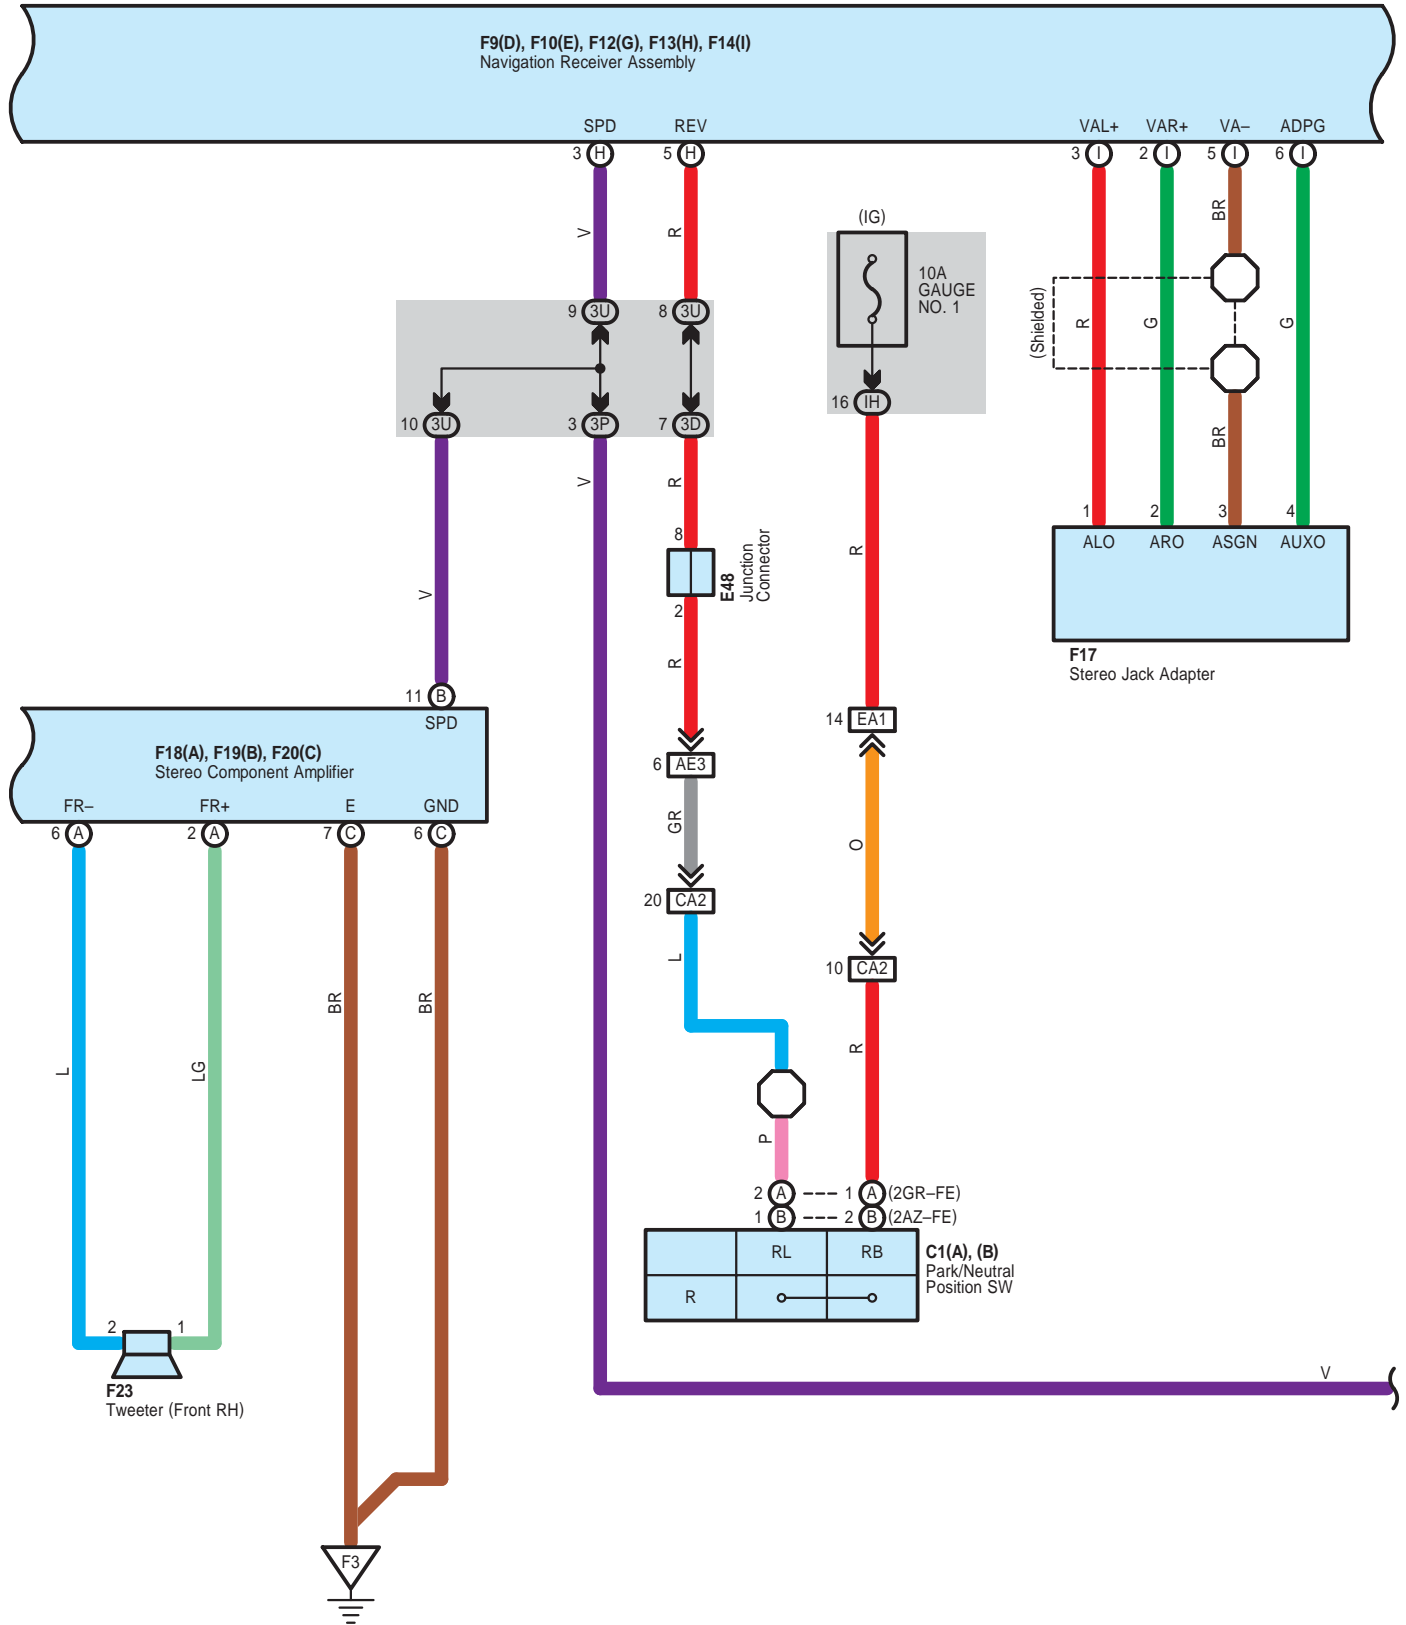 F9(D), F10(E), F12(G), F13(H), F14(I)
Navigation Receiver Assembly
SPD REV VAL+ VAR+ VA– ADPG
3 H 5 H 3 I 2 I 5 I 6 I
(IG)
V R BR
10A
GAUGE
NO. 1
9 3U 8 3U
(Shielded)
R G G
16 IH
10 3U 3 3P 7 3D
BR
V R
1 2 3 4
8
ALO ARO ASGN AUXO
E48
Junction
Connector
R
V
2
F17
Stereo Jack Adapter
R
11 B
SPD
14 EA1
F18(A), F19(B), F20(C)
Stereo Component Amplifier
6 AE3
FR– FR+ E GND
6 A 2 A 7 C 6 C
GR
O
20 CA2
L
10 CA2
BR BR
R
L LG
P
2 A 1 A (2GR–FE)
1 B 2 B (2AZ–FE)
RL RB
C1(A), (B)
Park/Neutral
Position SW
R
2 1
F23
Tweeter (Front RH)
V
F3